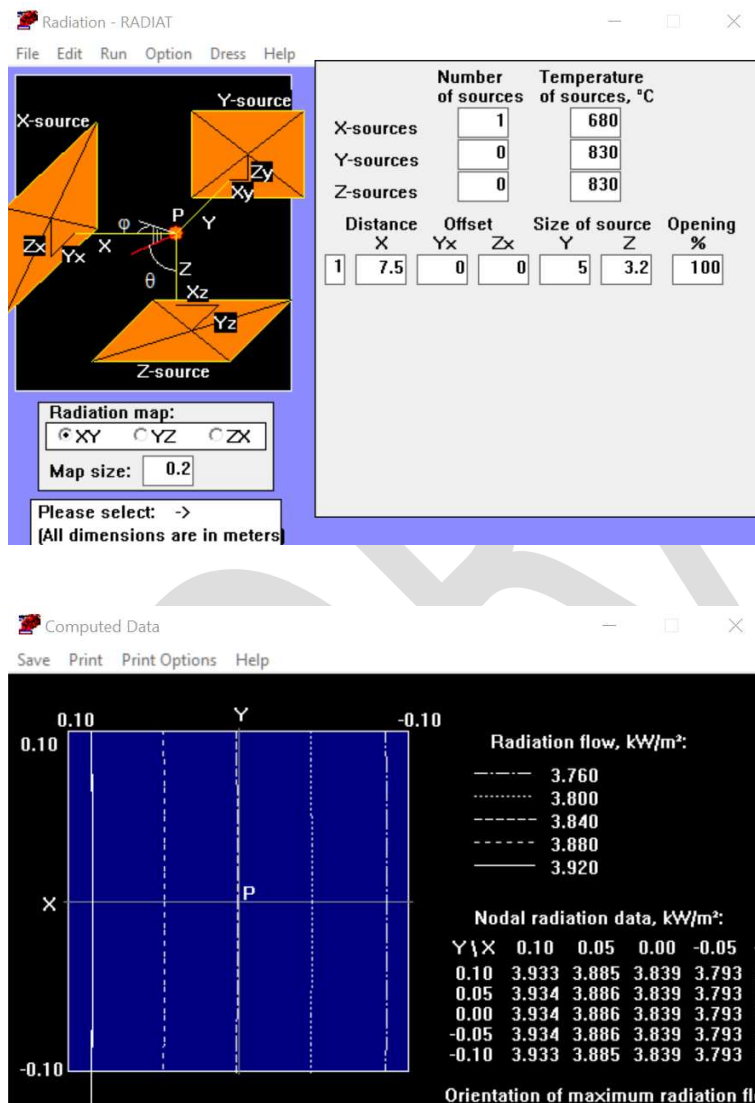 Radiation - RADIAT
File Edit Run Option Dress Help
X-source
Y-source
Zy
Xy
φ
P
Y
Zx
Yx
X
θ
Z
Xz
Yz
Z-source
Radiation map:
XY YZ ZX
Map size: 0.2
Please select: ->
(All dimensions are in meters)
Number of sources
Temperature of sources, °C
X-sources 1 680
Y-sources 0 830
Z-sources 0 830
Distance Offset Size of source Opening
X Yx Zx Y Z %
1 7.5 0 0 5 3.2 100
Computed Data
Save Print Print Options Help
0.10 Y -0.10
0.10
X
P
-0.10
Radiation flow, kW/m²:
3.760
3.800
3.840
3.880
3.920
Nodal radiation data, kW/m²:
Y\X 0.10 0.05 0.00 -0.05
0.10 3.933 3.885 3.839 3.793
0.05 3.934 3.886 3.839 3.793
0.00 3.934 3.886 3.839 3.793
-0.05 3.934 3.886 3.839 3.793
-0.10 3.933 3.885 3.839 3.793
Orientation of maximum radiation fl